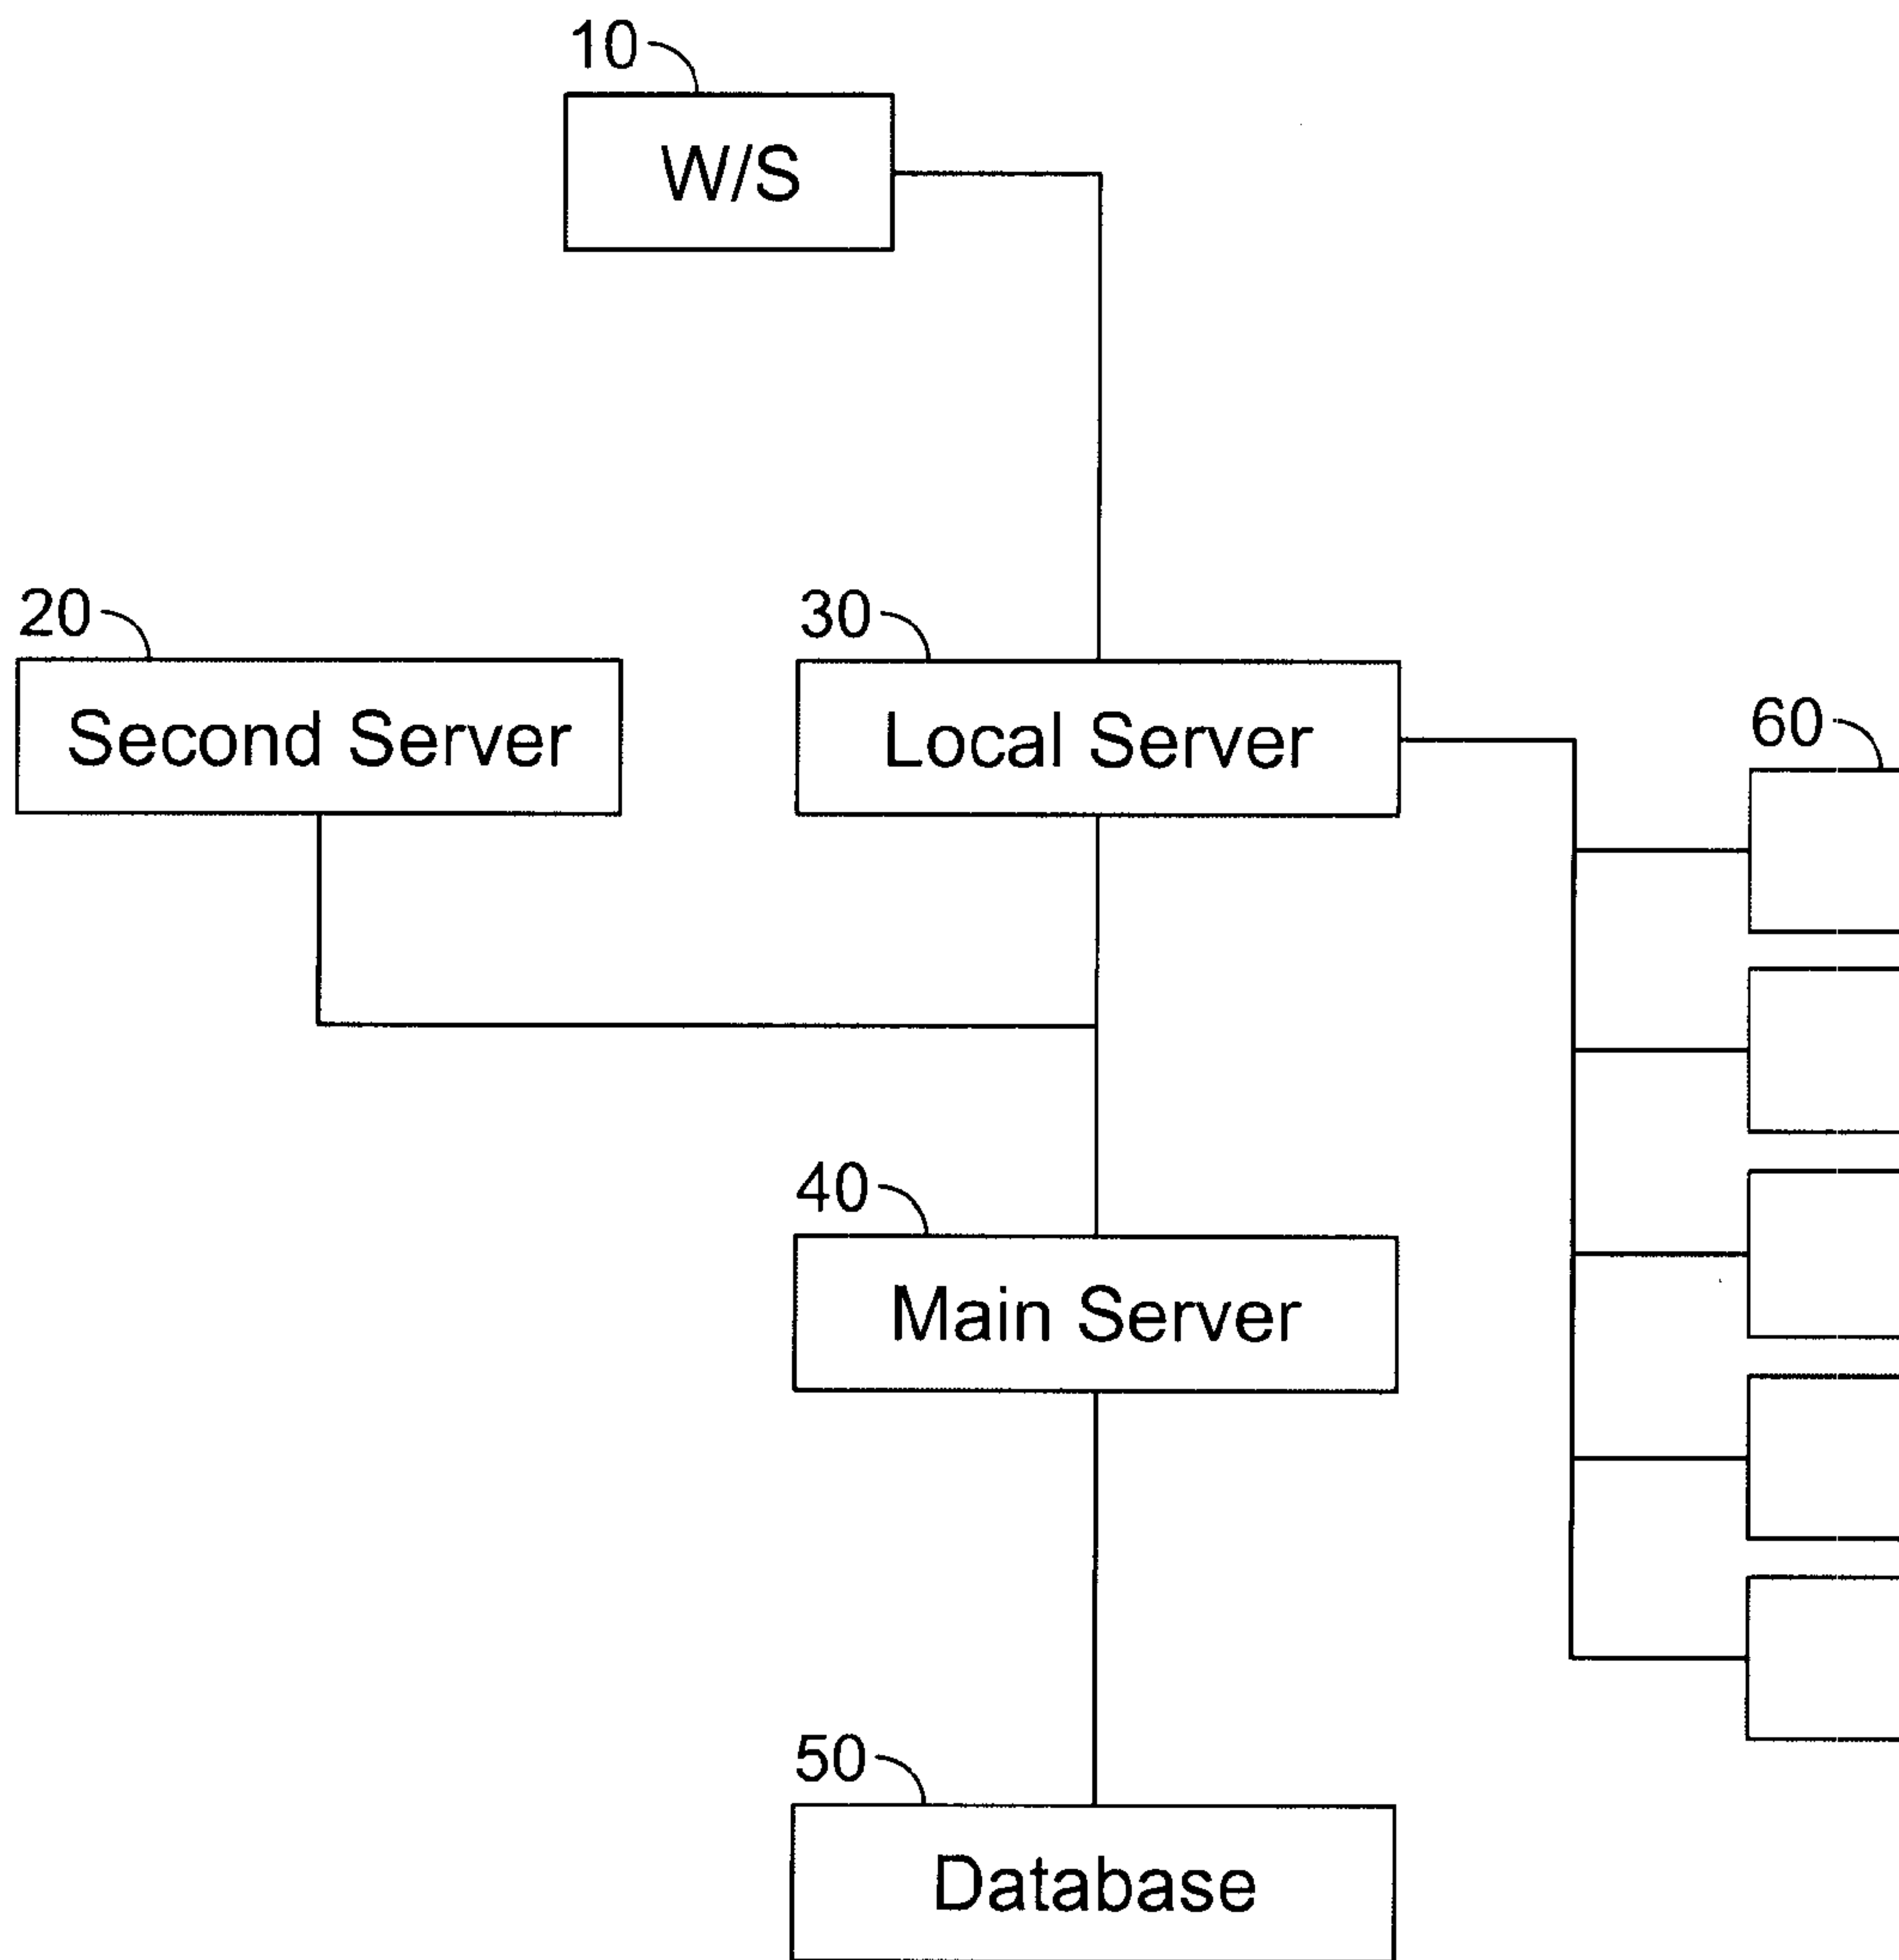 10
W/S
20
Second Server
30
Local Server
60
40
Main Server
50
Database